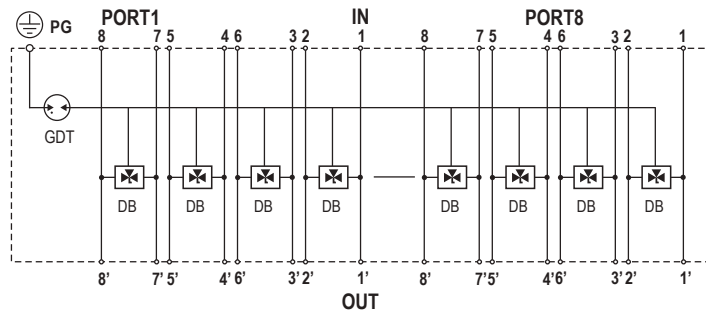 PG PORT1 IN PORT8
8 7 5 4 6 3 2 1 8 7 5 4 6 3 2 1
GDT
DB DB DB DB DB DB DB DB
8' 7' 5' 4' 6' 3' 2' 1' 8' 7' 5' 4' 6' 3' 2' 1'
OUT